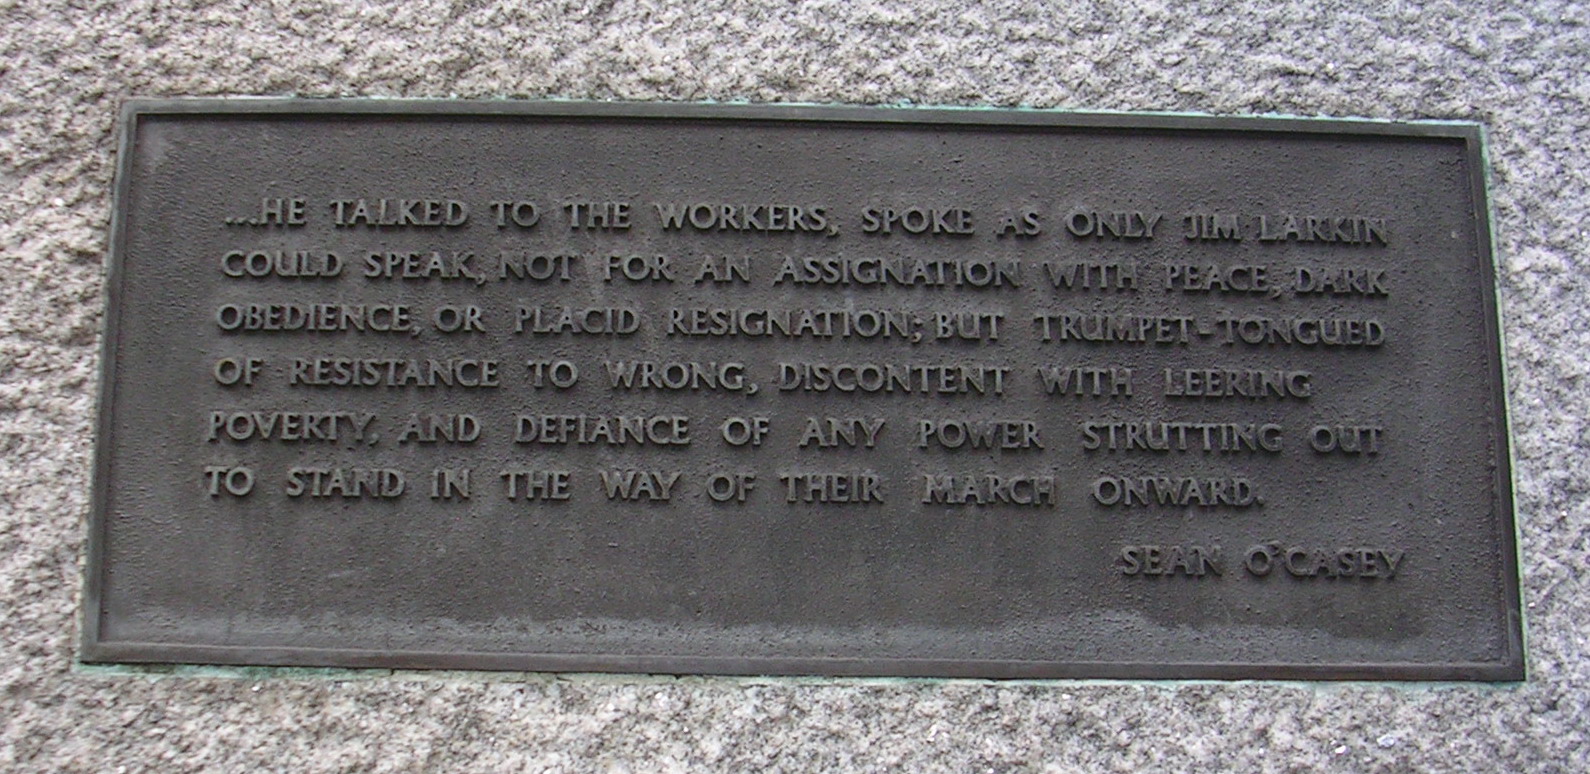 ....HE TALKED TO THE WORKERS, SPOKE AS ONLY JIM LARKIN
COULD SPEAK, NOT FOR AN ASSIGNATION WITH PEACE, DARK
OBEDIENCE, OR PLACID RESIGNATION; BUT TRUMPET-TONGUED
OF RESISTANCE TO WRONG, DISCONTENT WITH LEERING
POVERTY, AND DEFIANCE OF ANY POWER STRUTTING OUT
TO STAND IN THE WAY OF THEIR MARCH ONWARD.
SEAN O'CASEY